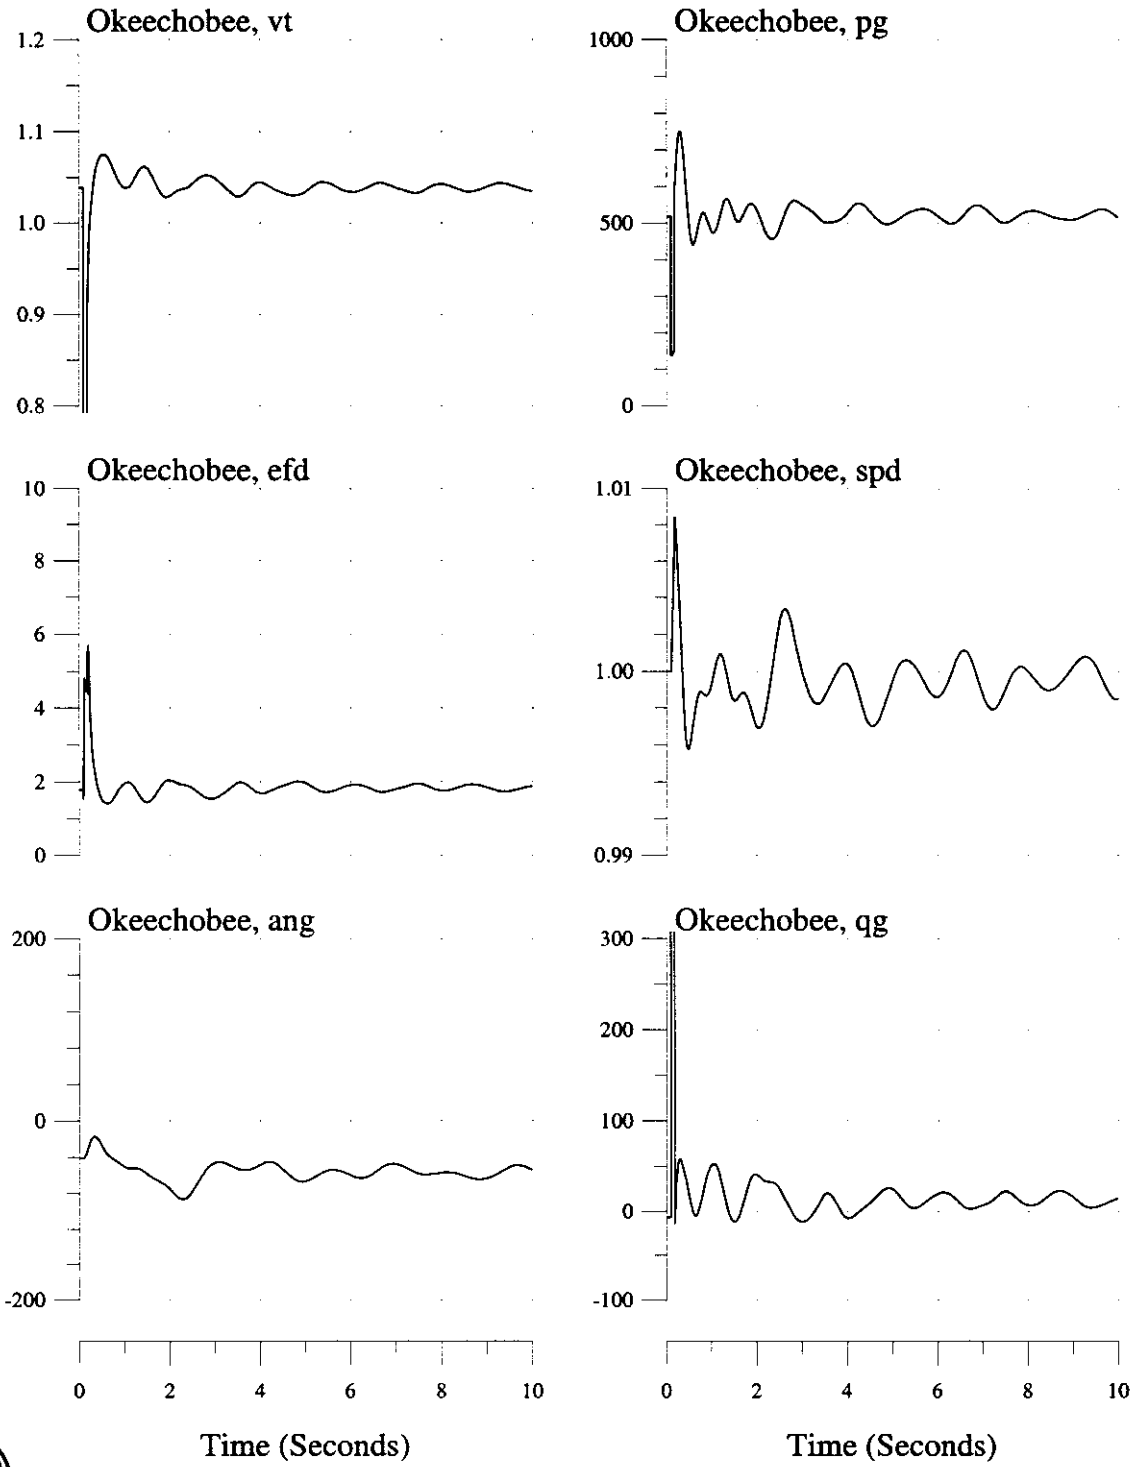 Okeechobee, vt
1.2
1.1
1.0
0.9
0.8
Okeechobee, pg
1000
500
0
Okeechobee, efd
10
8
6
4
2
0
Okeechobee, spd
1.01
1.00
0.99
Okeechobee, ang
200
0
-200
Okeechobee, qg
300
200
100
0
-100
0 2 4 6 8 10
Time (Seconds)
0 2 4 6 8 10
Time (Seconds)